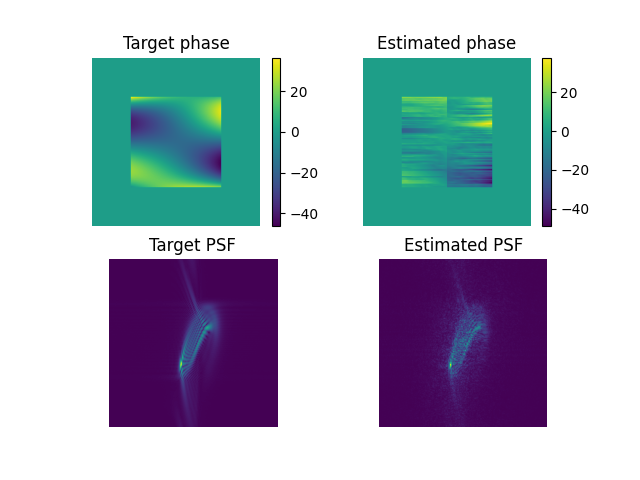 Target phase
Estimated phase
20
0
−20
−40
20
0
−20
−40
Target PSF
Estimated PSF